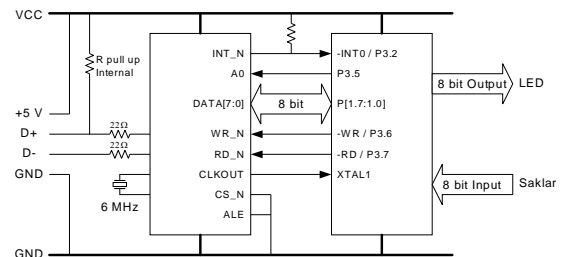 VCC
R pull up
Internal
+5 V
D+
22Ω
D-
22Ω
GND
6 MHz
GND
INT_N
A0
DATA[7:0]
WR_N
RD_N
CLKOUT
CS_N
ALE
8 bit
-INT0 / P3.2
P3.5
P[1.7:1.0]
-WR / P3.6
-RD / P3.7
XTAL1
8 bit Output
LED
8 bit Input
Saklar